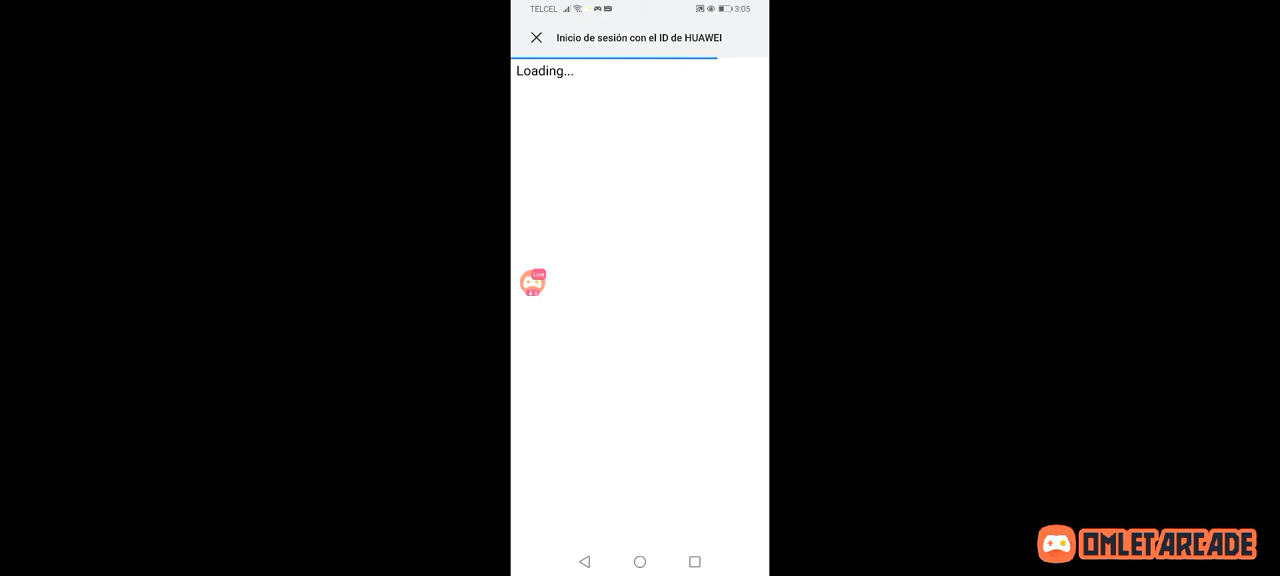 TELCEL 3:05
Inicio de sesión con el ID de HUAWEI
Loading...
Live
OMLET ARCADE